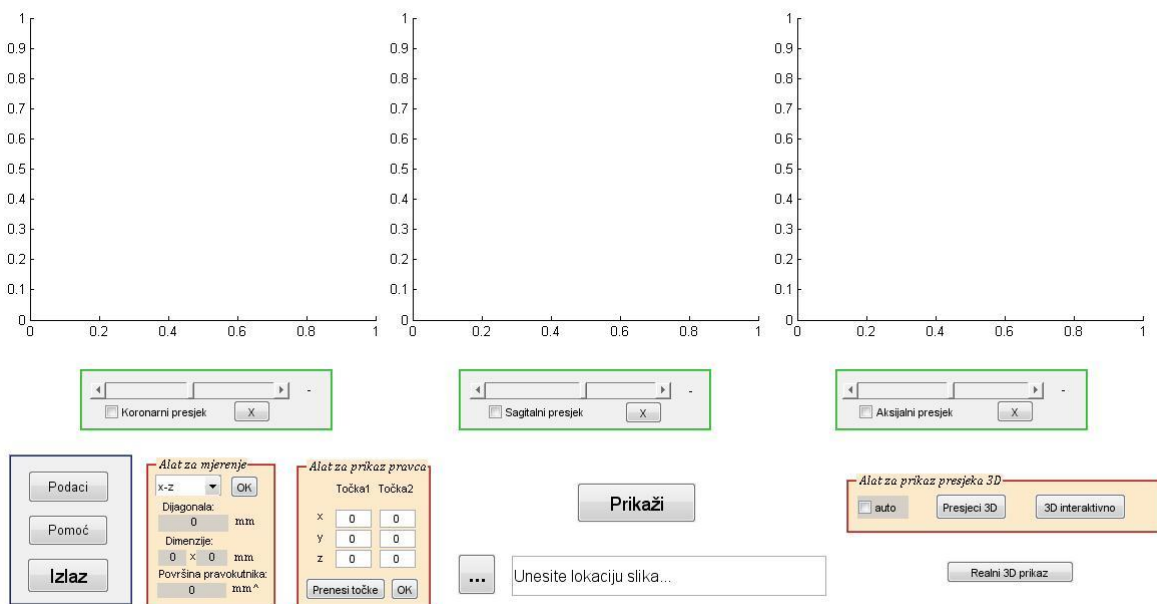 1 1 1
0.9 0.9 0.9
0.8 0.8 0.8
0.7 0.7 0.7
0.6 0.6 0.6
0.5 0.5 0.5
0.4 0.4 0.4
0.3 0.3 0.3
0.2 0.2 0.2
0.1 0.1 0.1
0 0 0
0 0.2 0.4 0.6 0.8 1 0 0.2 0.4 0.6 0.8 1 0 0.2 0.4 0.6 0.8 1
- - -
Koronarni presjek X
Sagitalni presjek X
Aksijalni presjek X
Podaci
Pomoć
Izlaz
Alat za mjerenje
x-z OK
Dijagonala:
0 mm
Dimenzije:
0 x 0 mm
Površina pravokutnika:
0 mm^
Alat za prikaz pravca
Točka1 Točka2
x 0 0
y 0 0
z 0 0
Prenesi točke OK
Prikaži
... Unesite lokaciju slika...
Alat za prikaz presjeka 3D
auto Presjeci 3D 3D interaktivno
Realni 3D prikaz